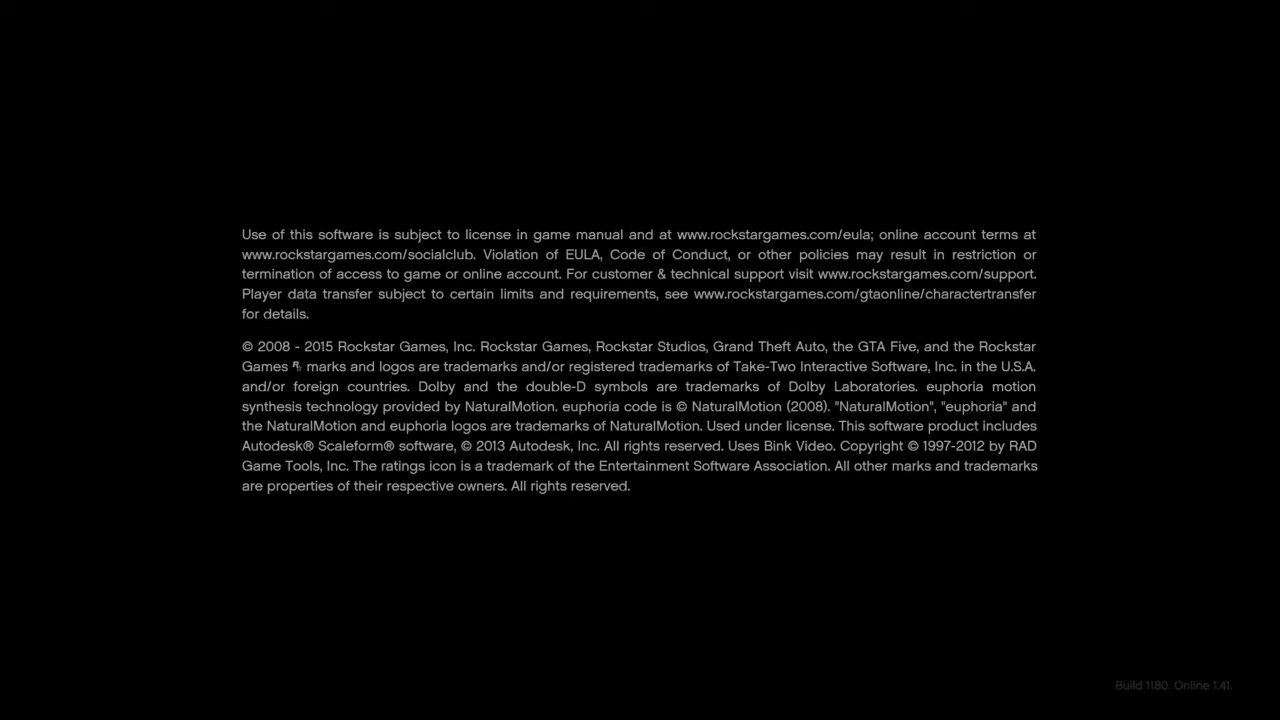 Use of this software is subject to license in game manual and at www.rockstargames.com/eula; online account terms at
www.rockstargames.com/socialclub. Violation of EULA, Code of Conduct, or other policies may result in restriction or
termination of access to game or online account. For customer & technical support visit www.rockstargames.com/support.
Player data transfer subject to certain limits and requirements, see www.rockstargames.com/gtaonline/charactertransfer
for details.
© 2008 - 2015 Rockstar Games, Inc. Rockstar Games, Rockstar Studios, Grand Theft Auto, the GTA Five, and the Rockstar
Games R* marks and logos are trademarks and/or registered trademarks of Take-Two Interactive Software, Inc. in the U.S.A.
and/or foreign countries. Dolby and the double-D symbols are trademarks of Dolby Laboratories. euphoria motion
synthesis technology provided by NaturalMotion. euphoria code is © NaturalMotion (2008). "NaturalMotion", "euphoria" and
the NaturalMotion and euphoria logos are trademarks of NaturalMotion. Used under license. This software product includes
Autodesk® Scaleform® software, © 2013 Autodesk, Inc. All rights reserved. Uses Bink Video. Copyright © 1997-2012 by RAD
Game Tools, Inc. The ratings icon is a trademark of the Entertainment Software Association. All other marks and trademarks
are properties of their respective owners. All rights reserved.
Build 1180. Online 1.41.